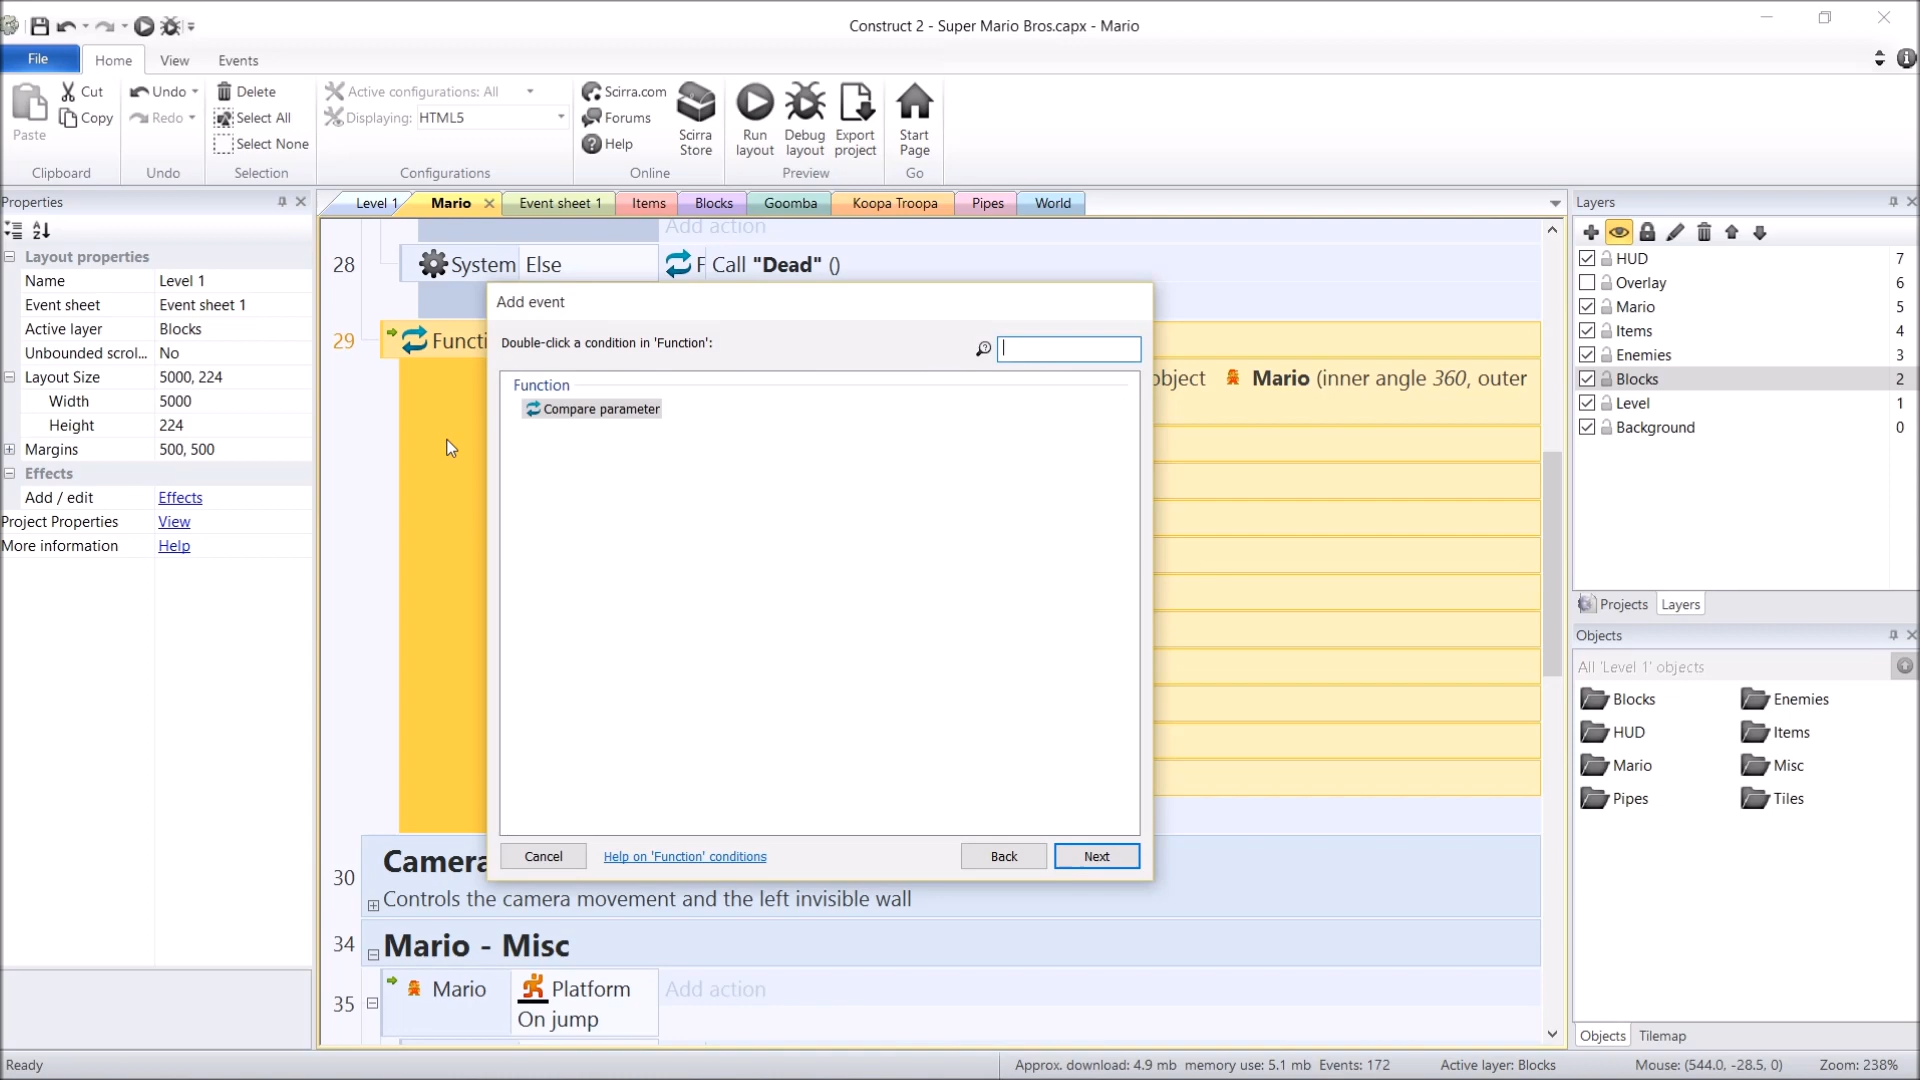 Construct 2 - Super Mario Bros.capx - Mario
File
Home
View
Events
Paste
Cut
Copy
Clipboard
Undo
Redo
Undo
Delete
Select All
Select None
Selection
Active configurations: All
Displaying: HTML5
Configurations
Scirra.com
Forums
Help
Scirra
Store
Online
Run
layout
Debug
layout
Export
project
Preview
Start
Page
Go
Properties
Layout properties
Name Level 1
Event sheet Event sheet 1
Active layer Blocks
Unbounded scrol... No
Layout Size 5000, 224
Width 5000
Height 224
Margins 500, 500
Effects
Add / edit Effects
Project Properties View
More information Help
Level 1
Mario
Event sheet 1
Items
Blocks
Goomba
Koopa Troopa
Pipes
World
Add action
28 System Else F Call "Dead" ()
29 Functi
object Mario (inner angle 360, outer
Add event
Double-click a condition in 'Function':
Function
Compare parameter
Cancel
Help on 'Function' conditions
Back
Next
30 Camera
Controls the camera movement and the left invisible wall
34 Mario - Misc
35 Mario Platform
On jump
Add action
Layers
HUD 7
Overlay 6
Mario 5
Items 4
Enemies 3
Blocks 2
Level 1
Background 0
Projects
Layers
Objects
All 'Level 1' objects
Blocks
Enemies
HUD
Items
Mario
Misc
Pipes
Tiles
Objects
Tilemap
Ready
Approx. download: 4.9 mb memory use: 5.1 mb Events: 172
Active layer: Blocks
Mouse: (544.0, -28.5, 0)
Zoom: 238%